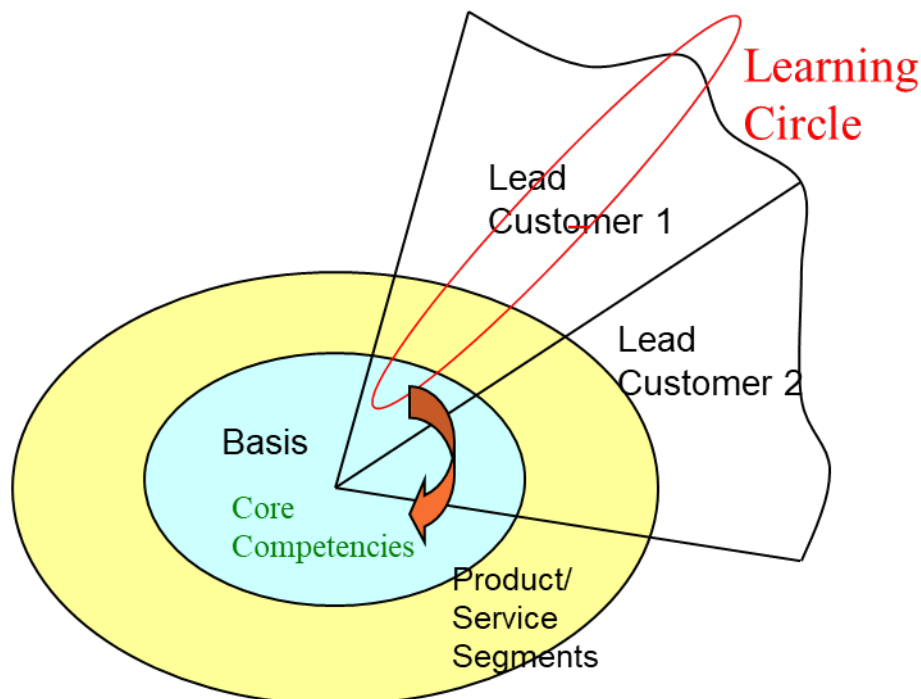 Learning
Circle
Lead
Customer 1
Lead
Customer 2
Basis
Core
Competencies
Product/
Service
Segments